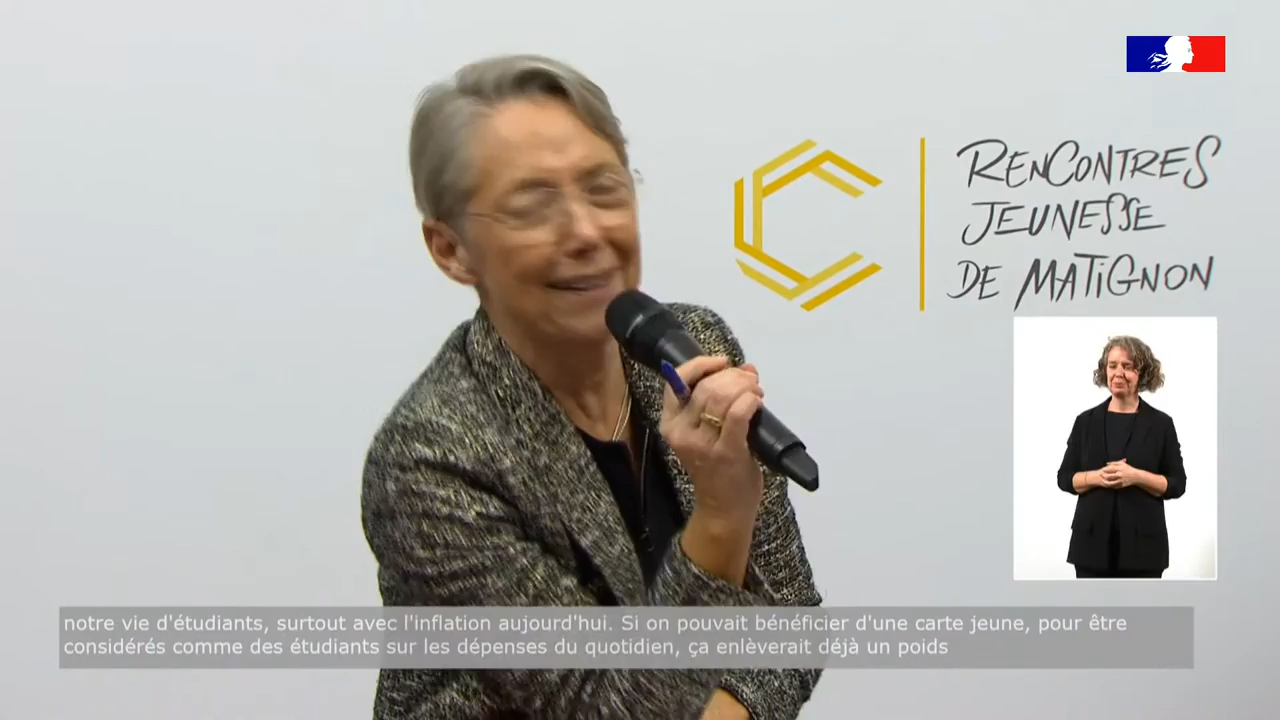 RENCONTRES
JEUNESSE
DE MATIGNON
notre vie d'étudiants, surtout avec l'inflation aujourd'hui. Si on pouvait bénéficier d'une carte jeune, pour être
considérés comme des étudiants sur les dépenses du quotidien, ça enlèverait déjà un poids